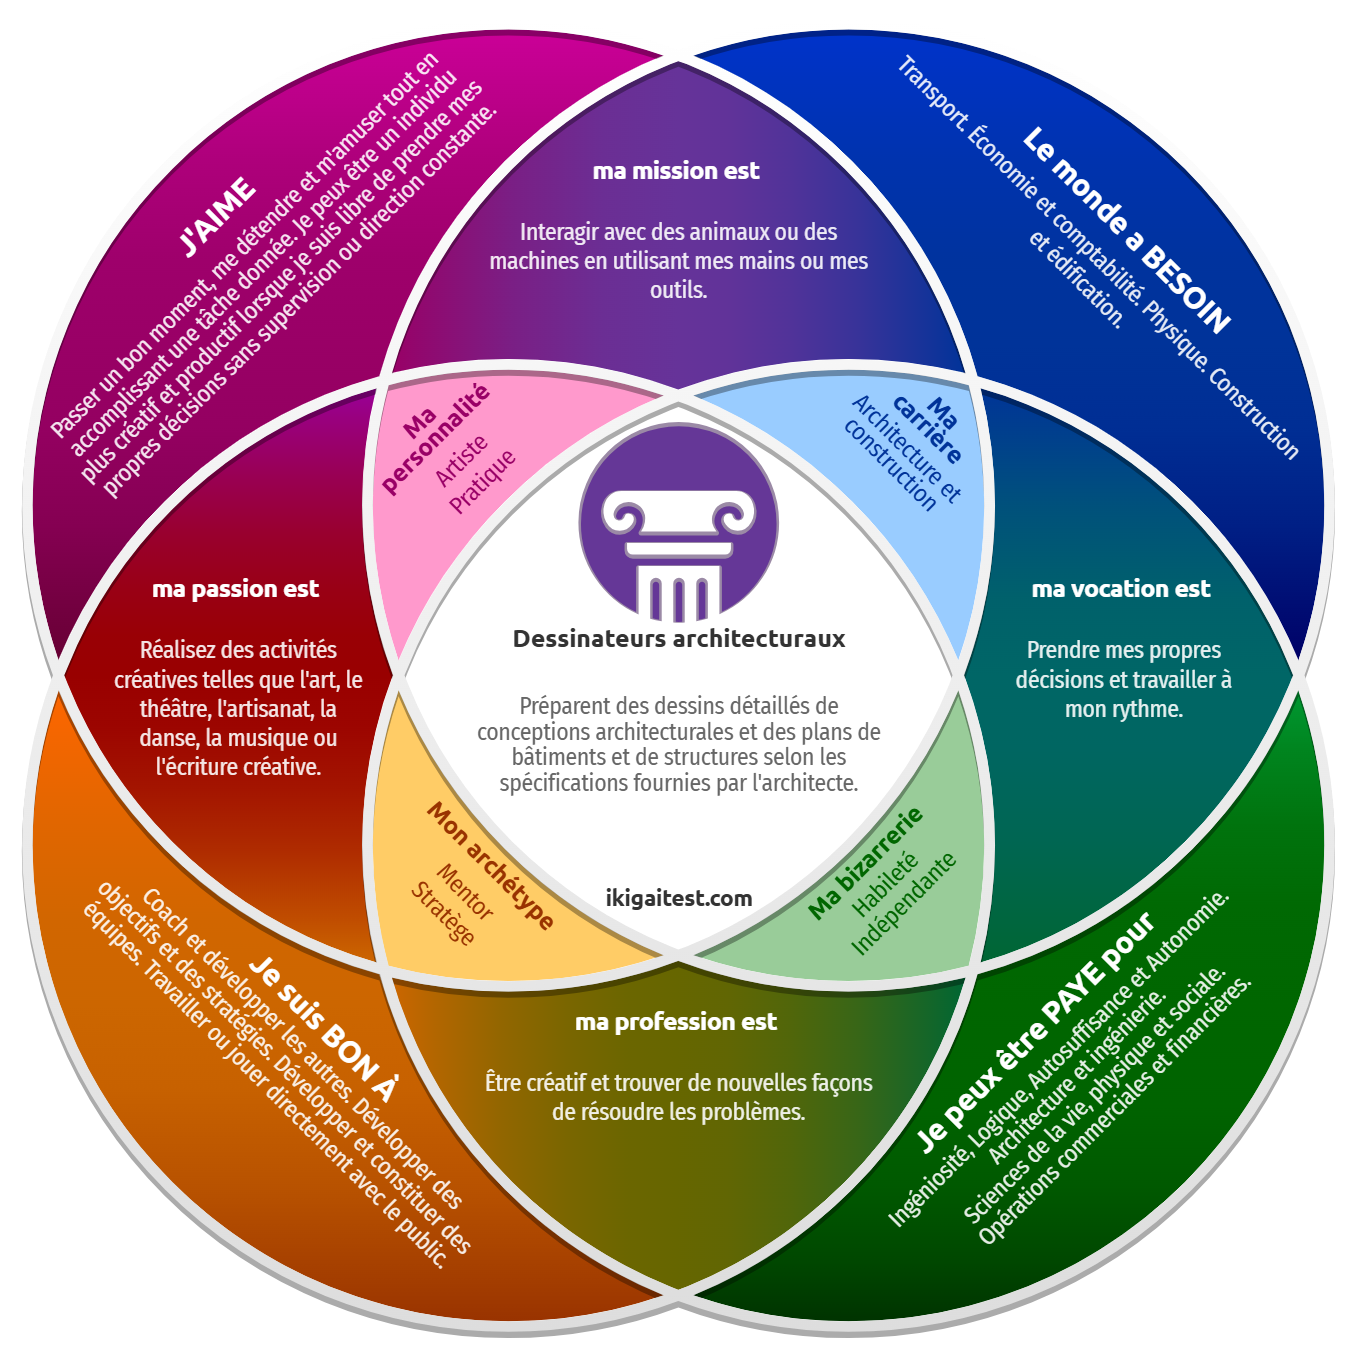 J'AIME
Passer un bon moment, me détendre et m'amuser tout en
accomplissant une tâche donnée. Je peux être un individu
plus créatif et productif lorsque je suis libre de prendre mes
propres décisions sans supervision ou direction constante.
ma mission est
Interagir avec des animaux ou des
machines en utilisant mes mains ou mes
outils.
Le monde a BESOIN
Transport. Économie et comptabilité. Physique. Construction
et édification.
Ma
personnalité
Artiste
Pratique
Ma
carrière
Architecture et
construction
ma passion est
Réalisez des activités
créatives telles que l'art, le
théâtre, l'artisanat, la
danse, la musique ou
l'écriture créative.
Dessinateurs architecturaux
Préparent des dessins détaillés de
conceptions architecturales et des plans de
bâtiments et de structures selon les
spécifications fournies par l'architecte.
ikigaitest.com
ma vocation est
Prendre mes propres
décisions et travailler à
mon rythme.
Mon archétype
Mentor
Stratège
Ma bizarrerie
Habileté
Indépendante
Je suis BON À
Coach et développer les autres. Développer des
objectifs et des stratégies. Développer et constituer des
équipes. Travailler ou jouer directement avec le public.
ma profession est
Être créatif et trouver de nouvelles façons
de résoudre les problèmes.
Je peux être PAYE pour
Ingéniosité, Logique, Autosuffisance et Autonomie.
Architecture et ingénierie.
Sciences de la vie, physique et sociale.
Opérations commerciales et financières.